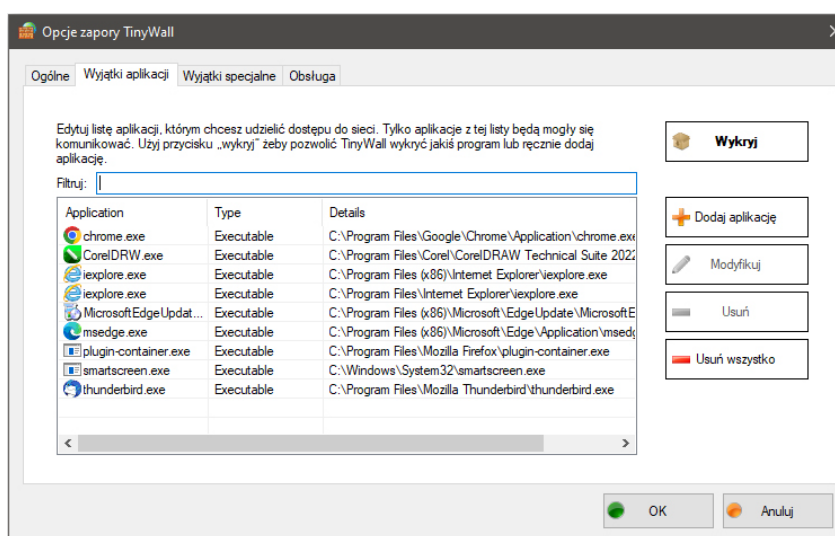 Opcje zapory TinyWall
Ogólne Wyjątki aplikacji Wyjątki specjalne Obsługa
Edytuj listę aplikacji, którym chcesz udzielić dostępu do sieci. Tylko aplikacje z tej listy będą mogły się
komunikować. Użyj przycisku „wykryj” żeby pozwolić TinyWall wykryć jakiś program lub ręcznie dodaj
aplikację.
Wykryj
Filtruj:
Application Type Details
chrome.exe Executable C:\Program Files\Google\Chrome\Application\chrome.exe
CorelDRW.exe Executable C:\Program Files\Corel\CorelDRAW Technical Suite 2022
iexplore.exe Executable C:\Program Files (x86)\Internet Explorer\iexplore.exe
iexplore.exe Executable C:\Program Files\Internet Explorer\iexplore.exe
MicrosoftEdgeUpdat... Executable C:\Program Files (x86)\Microsoft\EdgeUpdate\MicrosoftE
msedge.exe Executable C:\Program Files (x86)\Microsoft\Edge\Application\msedg
plugin-container.exe Executable C:\Program Files\Mozilla Firefox\plugin-container.exe
smartscreen.exe Executable C:\Windows\System32\smartscreen.exe
thunderbird.exe Executable C:\Program Files\Mozilla Thunderbird\thunderbird.exe
Dodaj aplikację
Modyfikuj
Usuń
Usuń wszystko
OK Anuluj